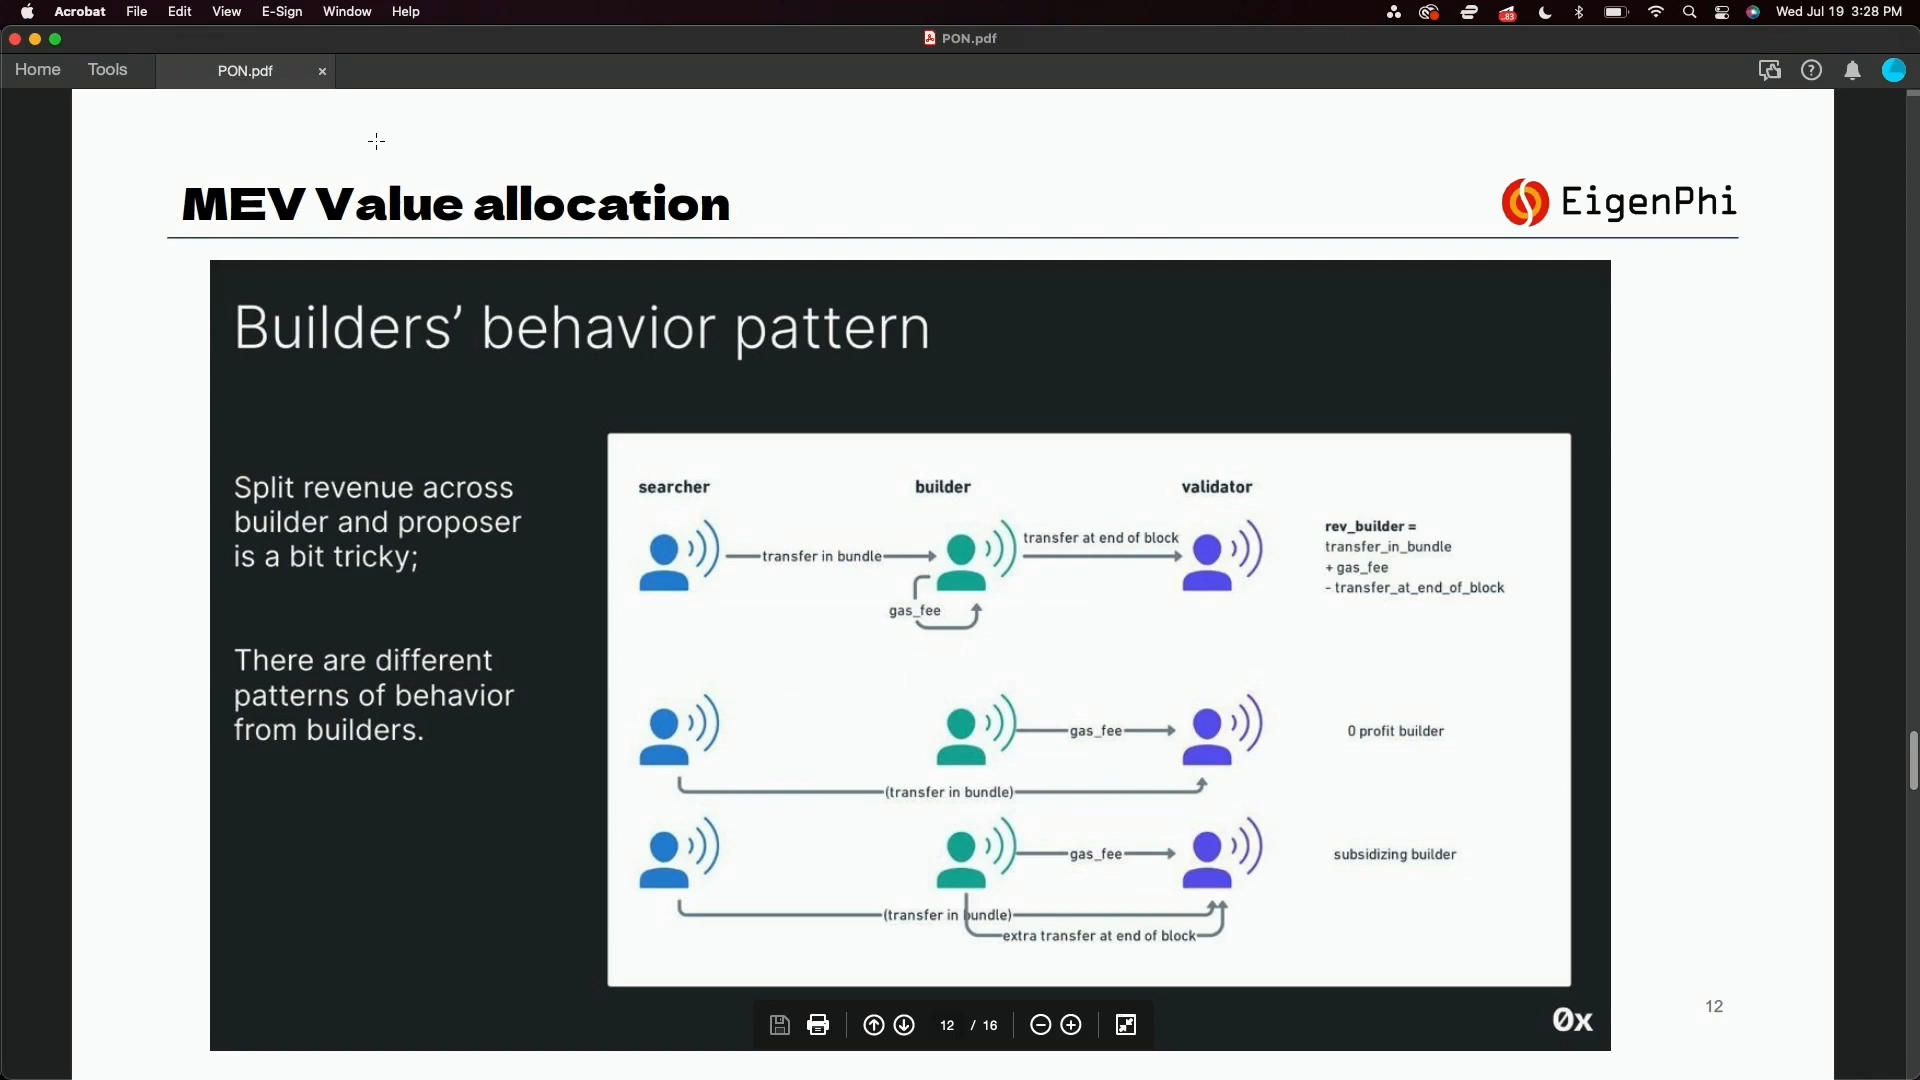 Acrobat File Edit View E-Sign Window Help
83
Wed Jul 19 3:28 PM
PON.pdf
Home Tools PON.pdf ×
MEV Value allocation
EigenPhi
Builders’ behavior pattern
Split revenue across
builder and proposer
is a bit tricky;
There are different
patterns of behavior
from builders.
searcher builder validator
transfer in bundle
transfer at end of block
gas_fee
rev_builder =
transfer_in_bundle
+ gas_fee
- transfer_at_end_of_block
gas_fee
0 profit builder
(transfer in bundle)
gas_fee
subsidizing builder
(transfer in bundle)
extra transfer at end of block
0x
12
12 / 16